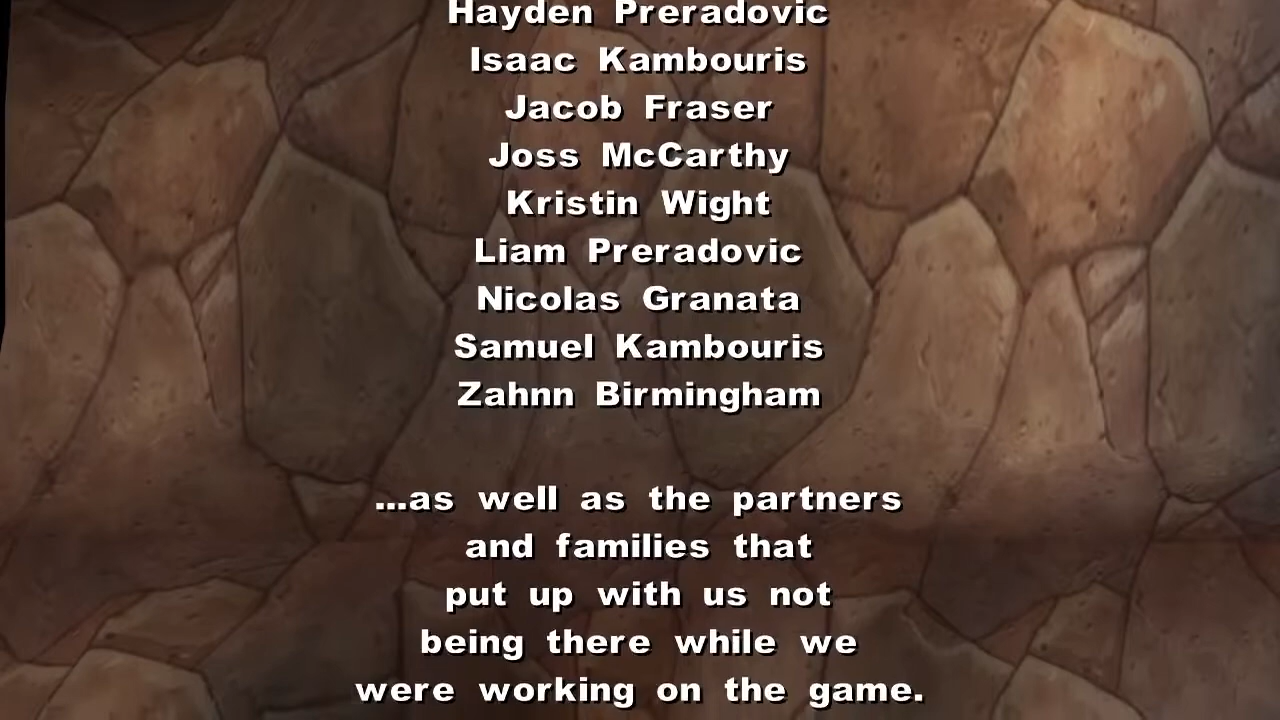 Hayden Preradovic
Isaac Kambouris
Jacob Fraser
Joss McCarthy
Kristin Wight
Liam Preradovic
Nicolas Granata
Samuel Kambouris
Zahnn Birmingham
...as well as the partners
and families that
put up with us not
being there while we
were working on the game.